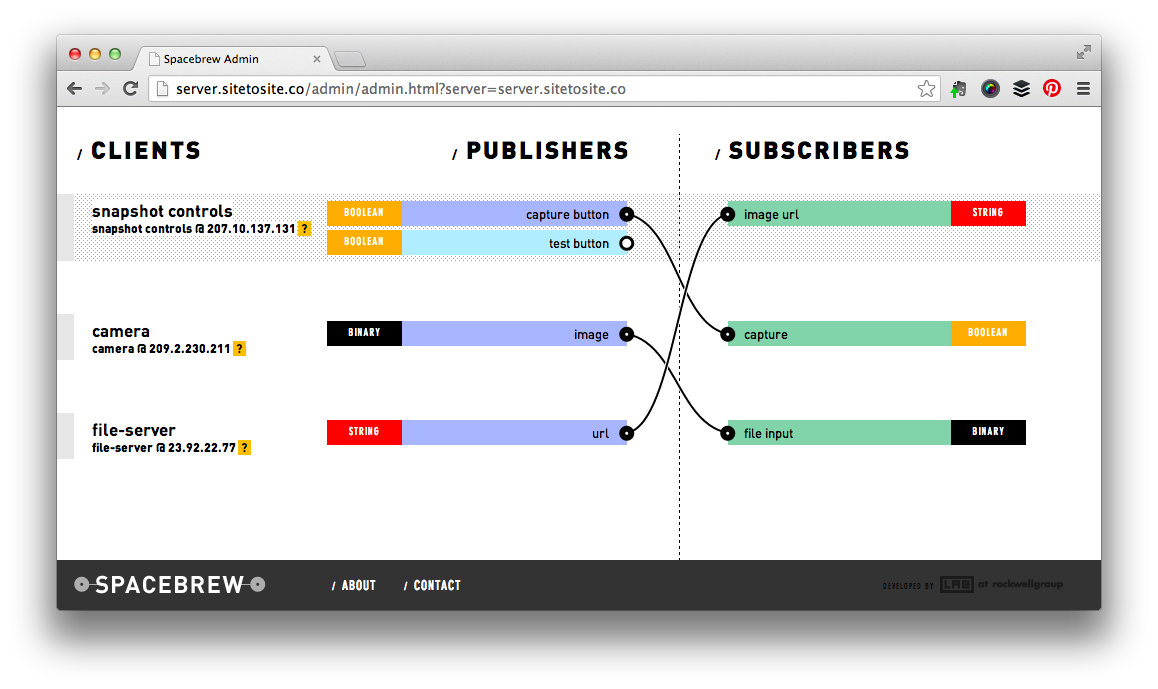 Spacebrew Admin
server.sitetosite.co/admin/admin.html?server=server.sitetosite.co
/ CLIENTS
/ PUBLISHERS
/ SUBSCRIBERS
snapshot controls
snapshot controls @ 207.10.137.131 ?
BOOLEAN
capture button
image url
STRING
BOOLEAN
test button
camera
camera @ 209.2.230.211 ?
BINARY
image
capture
BOOLEAN
file-server
file-server @ 23.92.22.77 ?
STRING
url
file input
BINARY
SPACEBREW
/ ABOUT
/ CONTACT
DEVELOPED BY LAB at rockwellgroup